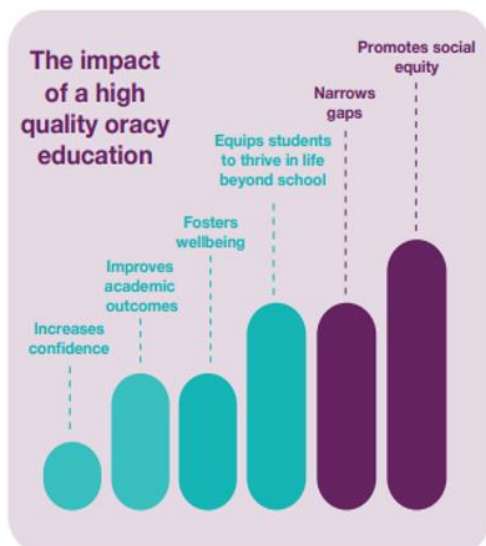 The impact
of a high
quality oracy
education
Increases
confidence
Improves
academic
outcomes
Fosters
wellbeing
Equips students
to thrive in life
beyond school
Narrows
gaps
Promotes social
equity